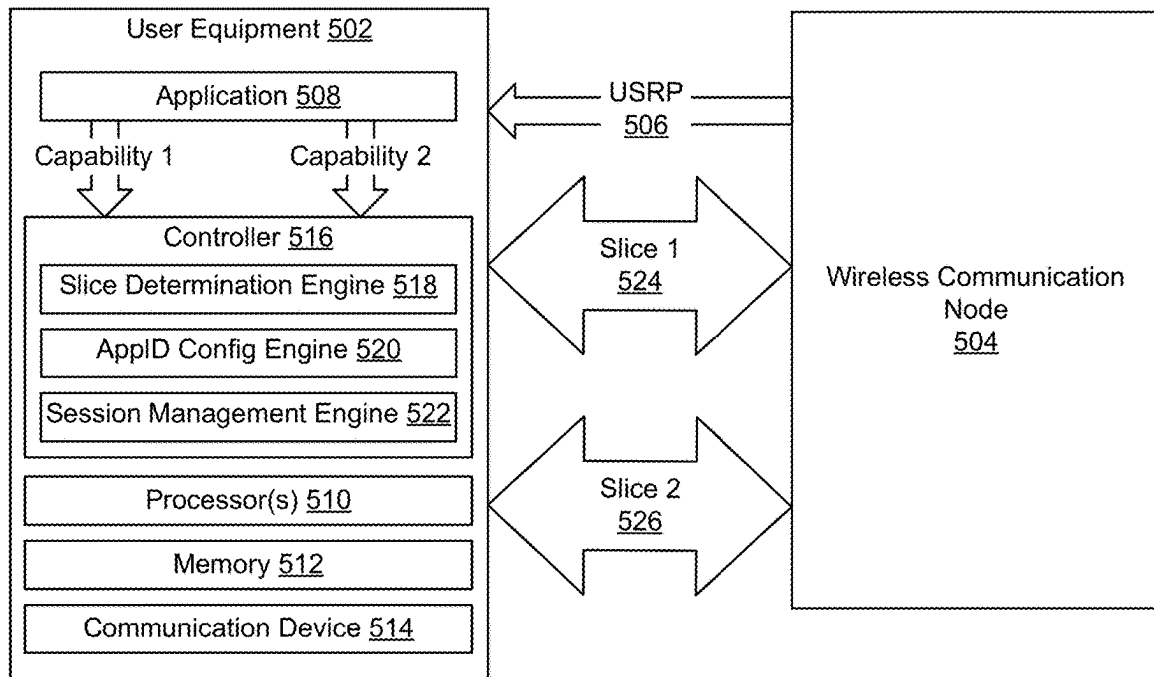 User Equipment 502
Application 508
Capability 1
Capability 2
Controller 516
Slice Determination Engine 518
AppID Config Engine 520
Session Management Engine 522
Processor(s) 510
Memory 512
Communication Device 514
USRP
506
Slice 1
524
Slice 2
526
Wireless Communication
Node
504